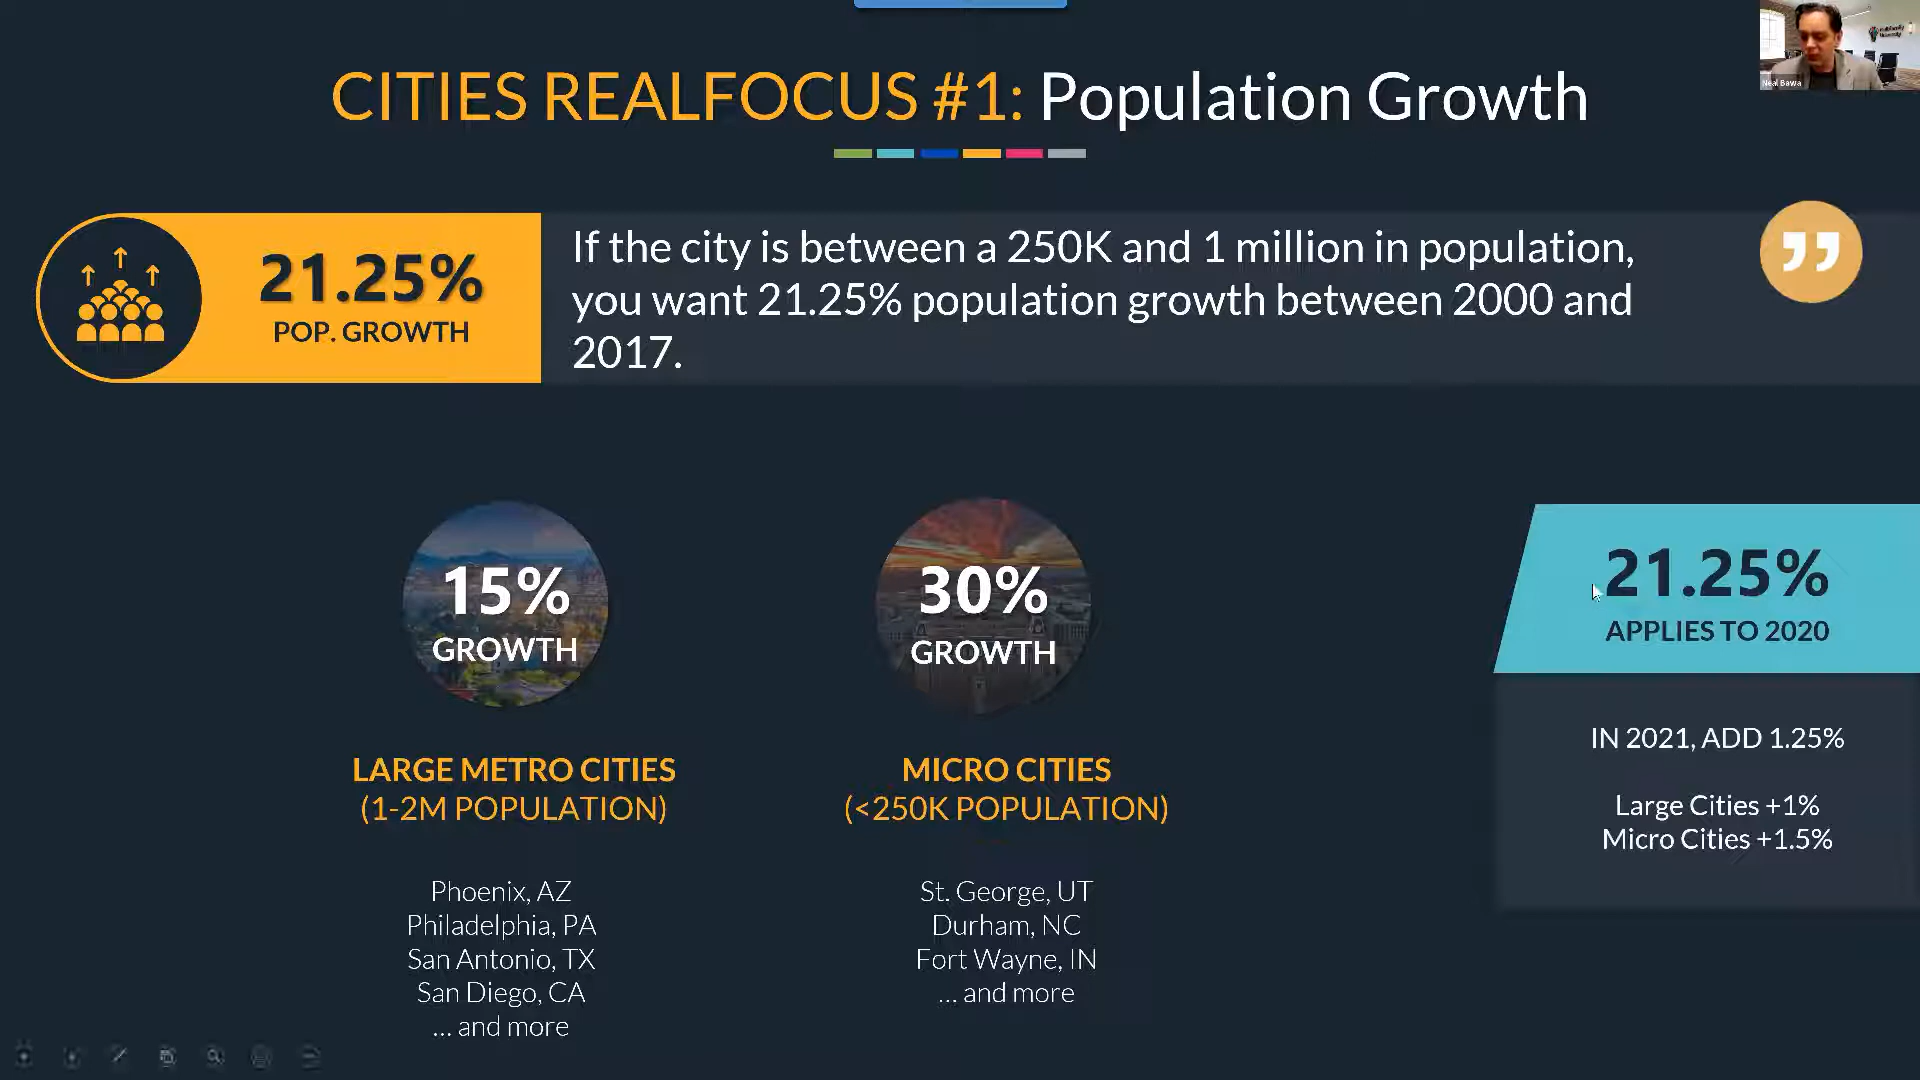 CITIES REALFOCUS #1: Population Growth
Neal Bawa
21.25%
POP. GROWTH
If the city is between a 250K and 1 million in population,
you want 21.25% population growth between 2000 and
2017.
15%
GROWTH
LARGE METRO CITIES
(1-2M POPULATION)
Phoenix, AZ
Philadelphia, PA
San Antonio, TX
San Diego, CA
... and more
30%
GROWTH
MICRO CITIES
(<250K POPULATION)
St. George, UT
Durham, NC
Fort Wayne, IN
... and more
21.25%
APPLIES TO 2020
IN 2021, ADD 1.25%
Large Cities +1%
Micro Cities +1.5%